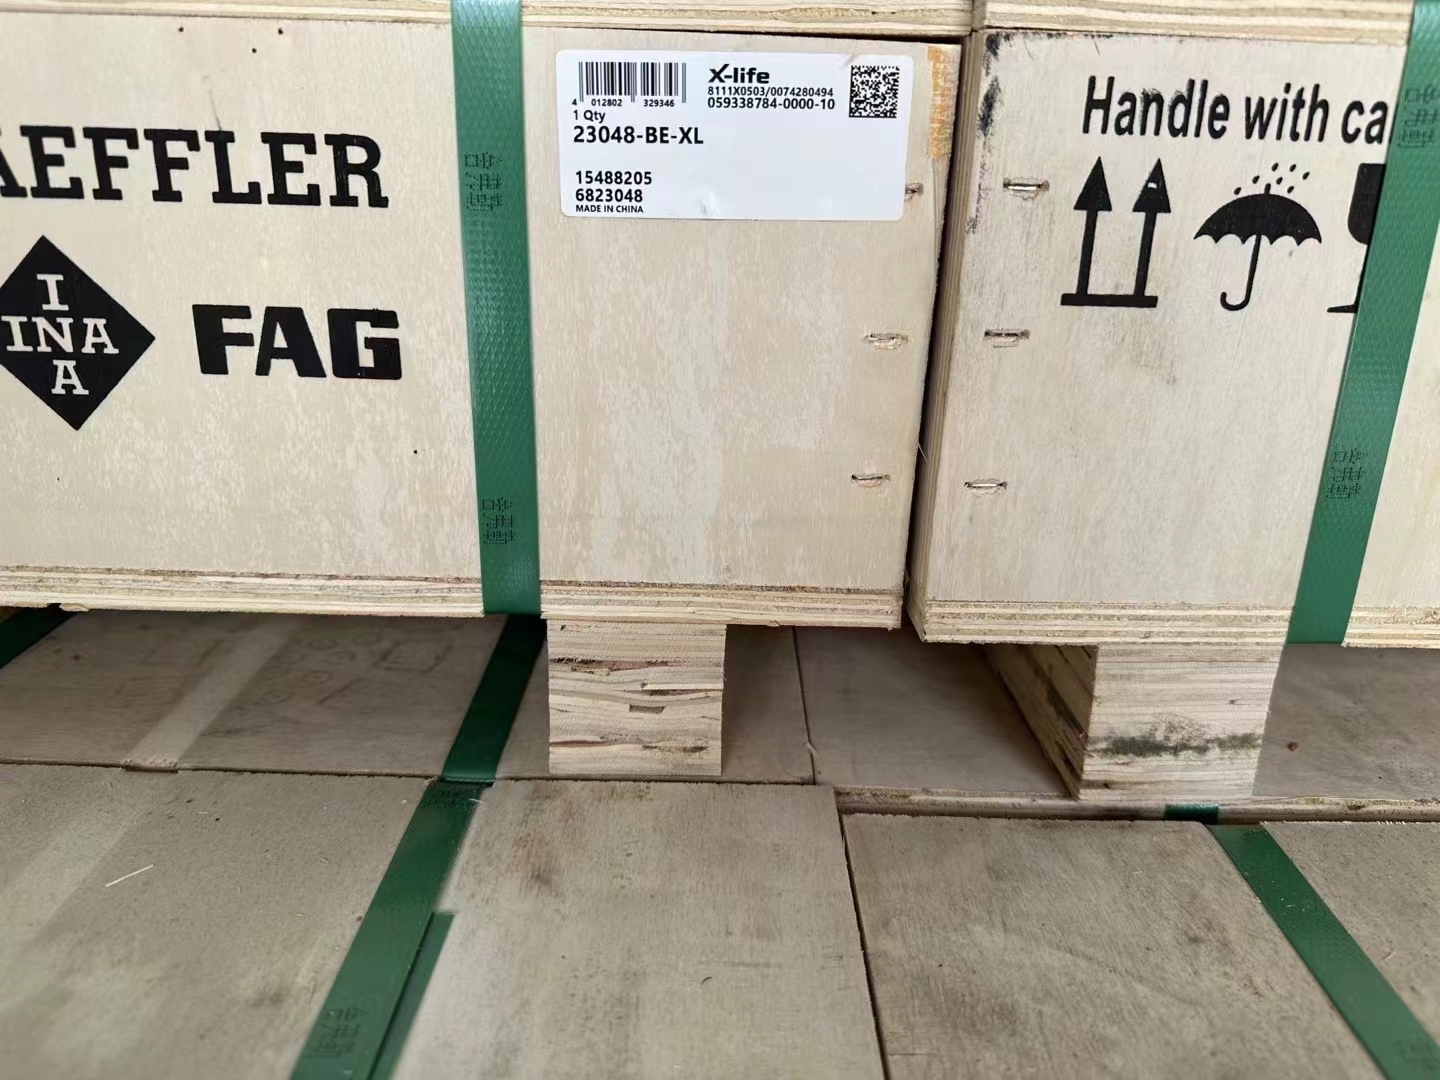 AEFFLER
I
INA
A
FAG
X-life
8111X0503/0074280494
059338784-0000-10
4 012802 329346
1 Qty
23048-BE-XL
15488205
6823048
MADE IN CHINA
Handle with ca